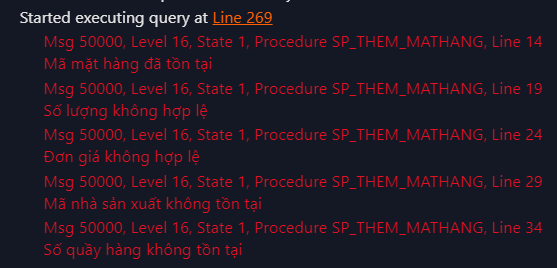 Started executing query at Line 269
Msg 50000, Level 16, State 1, Procedure SP_THEM_MATHANG, Line 14
Mã mặt hàng đã tồn tại
Msg 50000, Level 16, State 1, Procedure SP_THEM_MATHANG, Line 19
Số lượng không hợp lệ
Msg 50000, Level 16, State 1, Procedure SP_THEM_MATHANG, Line 24
Đơn giá không hợp lệ
Msg 50000, Level 16, State 1, Procedure SP_THEM_MATHANG, Line 29
Mã nhà sản xuất không tồn tại
Msg 50000, Level 16, State 1, Procedure SP_THEM_MATHANG, Line 34
Số quầy hàng không tồn tại